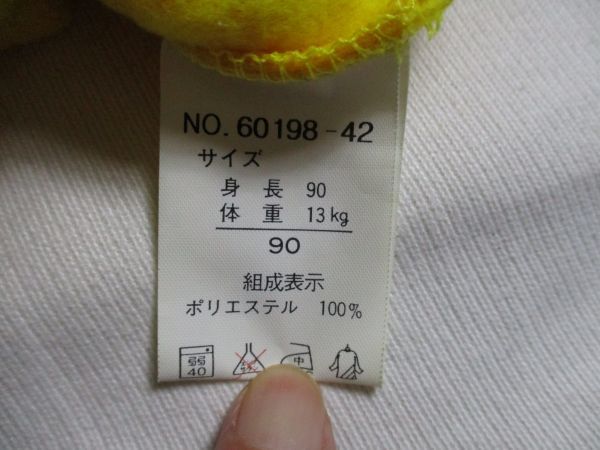 NO. 60198-42
サイズ
身 長 90
体 重 13kg
90
組成表示
ポリエステル 100%
弱 40 中